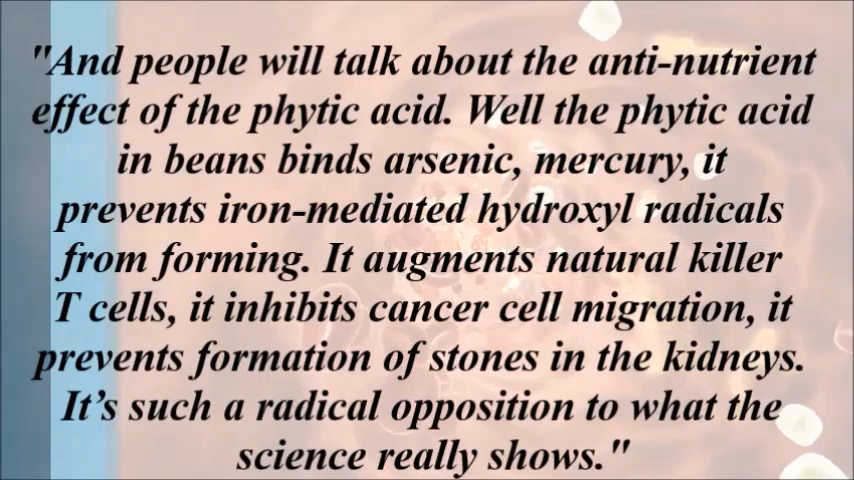 "And people will talk about the anti-nutrient
effect of the phytic acid. Well the phytic acid
in beans binds arsenic, mercury, it
prevents iron-mediated hydroxyl radicals
from forming. It augments natural killer
T cells, it inhibits cancer cell migration, it
prevents formation of stones in the kidneys.
It’s such a radical opposition to what the
science really shows."